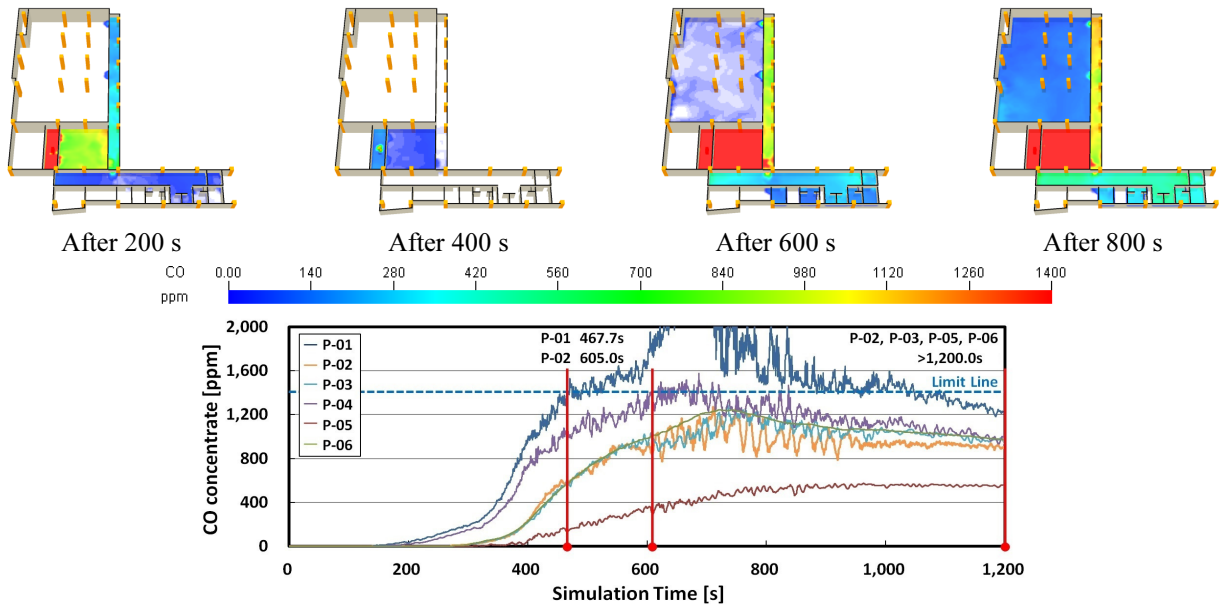 After 200 s
After 400 s
After 600 s
After 800 s
CO 0.00 140 280 420 560 700 840 980 1120 1260 1400
ppm
CO concentrate [ppm]
2,000
1,600
1,200
800
400
0
P-01
P-02
P-03
P-04
P-05
P-06
P-01 467.7s
P-02 605.0s
P-02, P-03, P-05, P-06
>1,200.0s
Limit Line
0 200 400 600 800 1,000 1,200
Simulation Time [s]